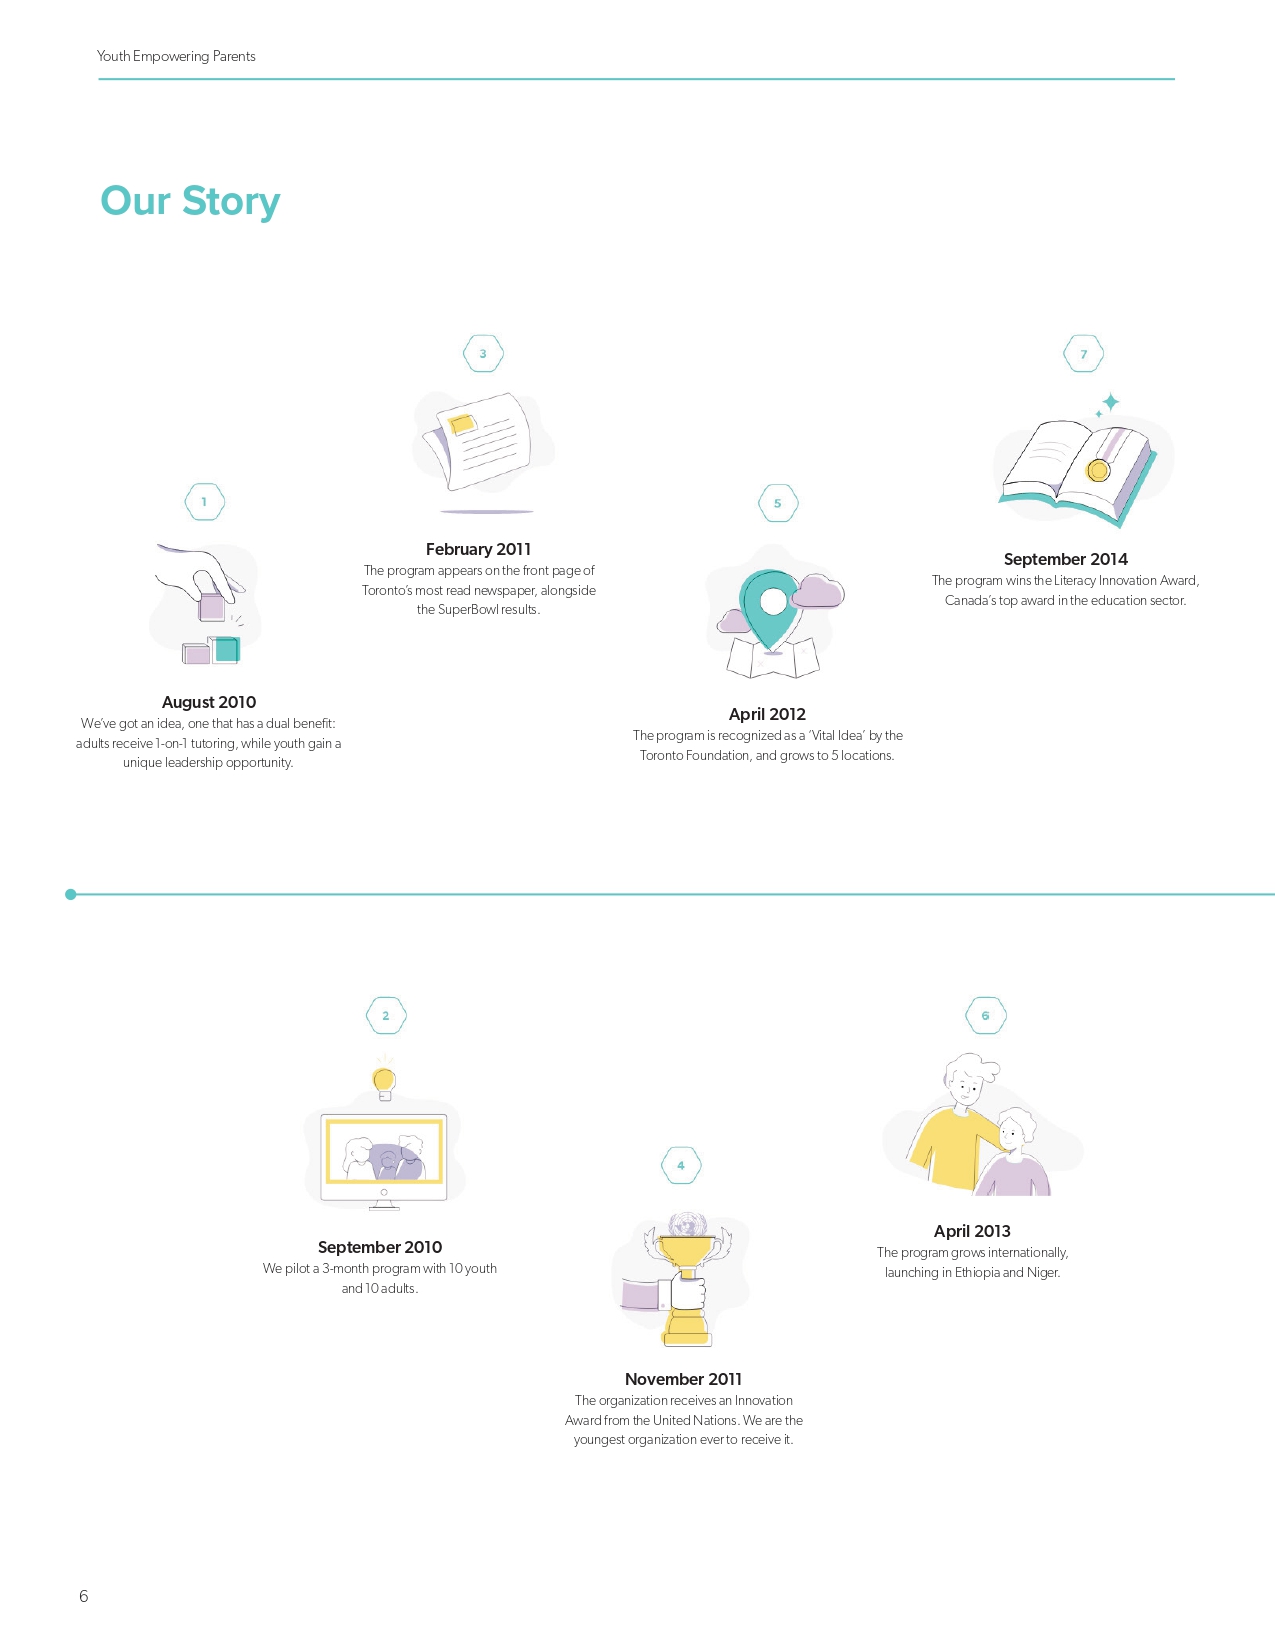 Youth Empowering Parents
Our Story
1
August 2010
We've got an idea, one that has a dual benefit:
adults receive 1-on-1 tutoring, while youth gain a
unique leadership opportunity.
2
September 2010
We pilot a 3-month program with 10 youth
and 10 adults.
3
February 2011
The program appears on the front page of
Toronto's most read newspaper, alongside
the SuperBowl results.
4
November 2011
The organization receives an Innovation
Award from the United Nations. We are the
youngest organization ever to receive it.
5
April 2012
The program is recognized as a 'Vital Idea' by the
Toronto Foundation, and grows to 5 locations.
6
April 2013
The program grows internationally,
launching in Ethiopia and Niger.
7
September 2014
The program wins the Literacy Innovation Award,
Canada's top award in the education sector.
6